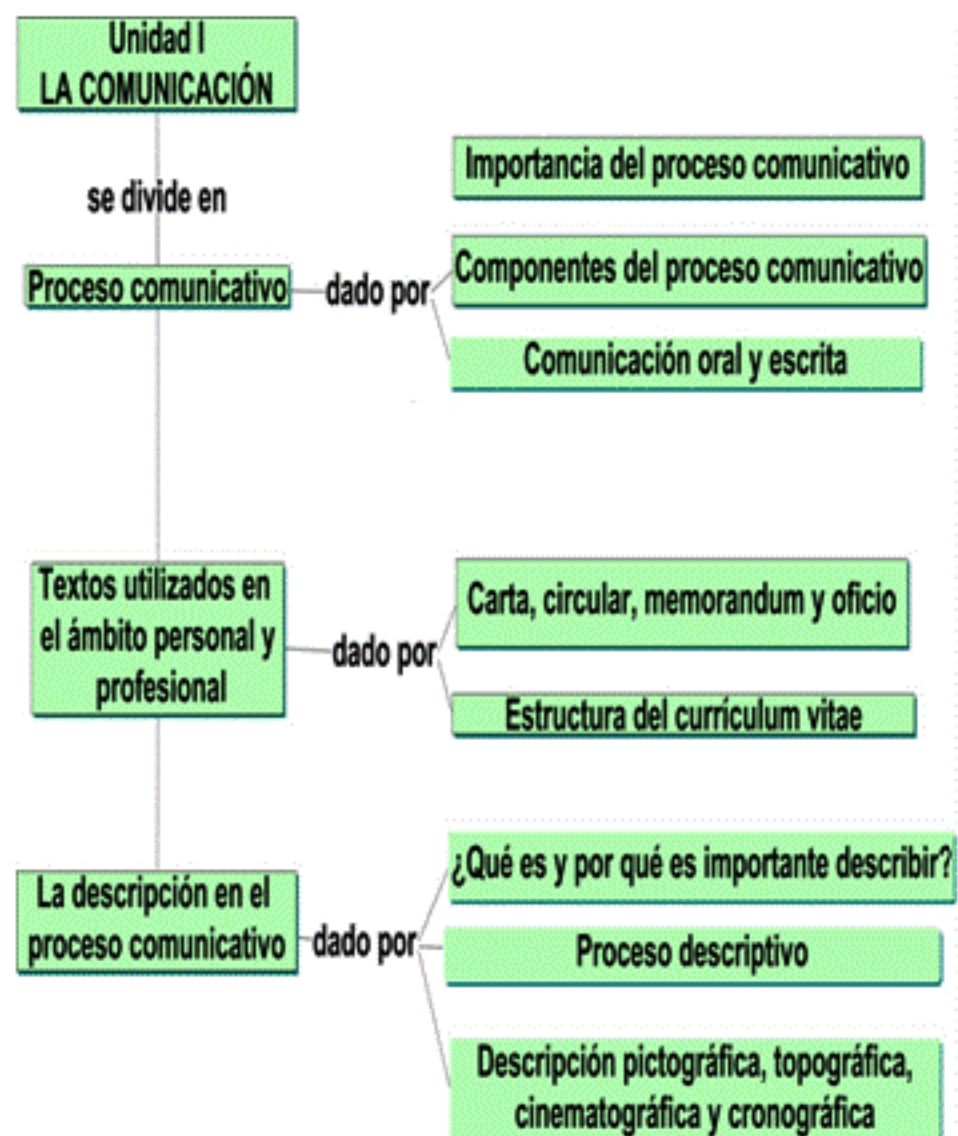 Unidad I
LA COMUNICACIÓN
se divide en
Proceso comunicativo
dado por
Importancia del proceso comunicativo
Componentes del proceso comunicativo
Comunicación oral y escrita
Textos utilizados en
el ámbito personal y
profesional
dado por
Carta, circular, memorandum y oficio
Estructura del currículum vitae
La descripción en el
proceso comunicativo
dado por
¿Qué es y por qué es importante describir?
Proceso descriptivo
Descripción pictográfica, topográfica,
cinematográfica y cronográfica